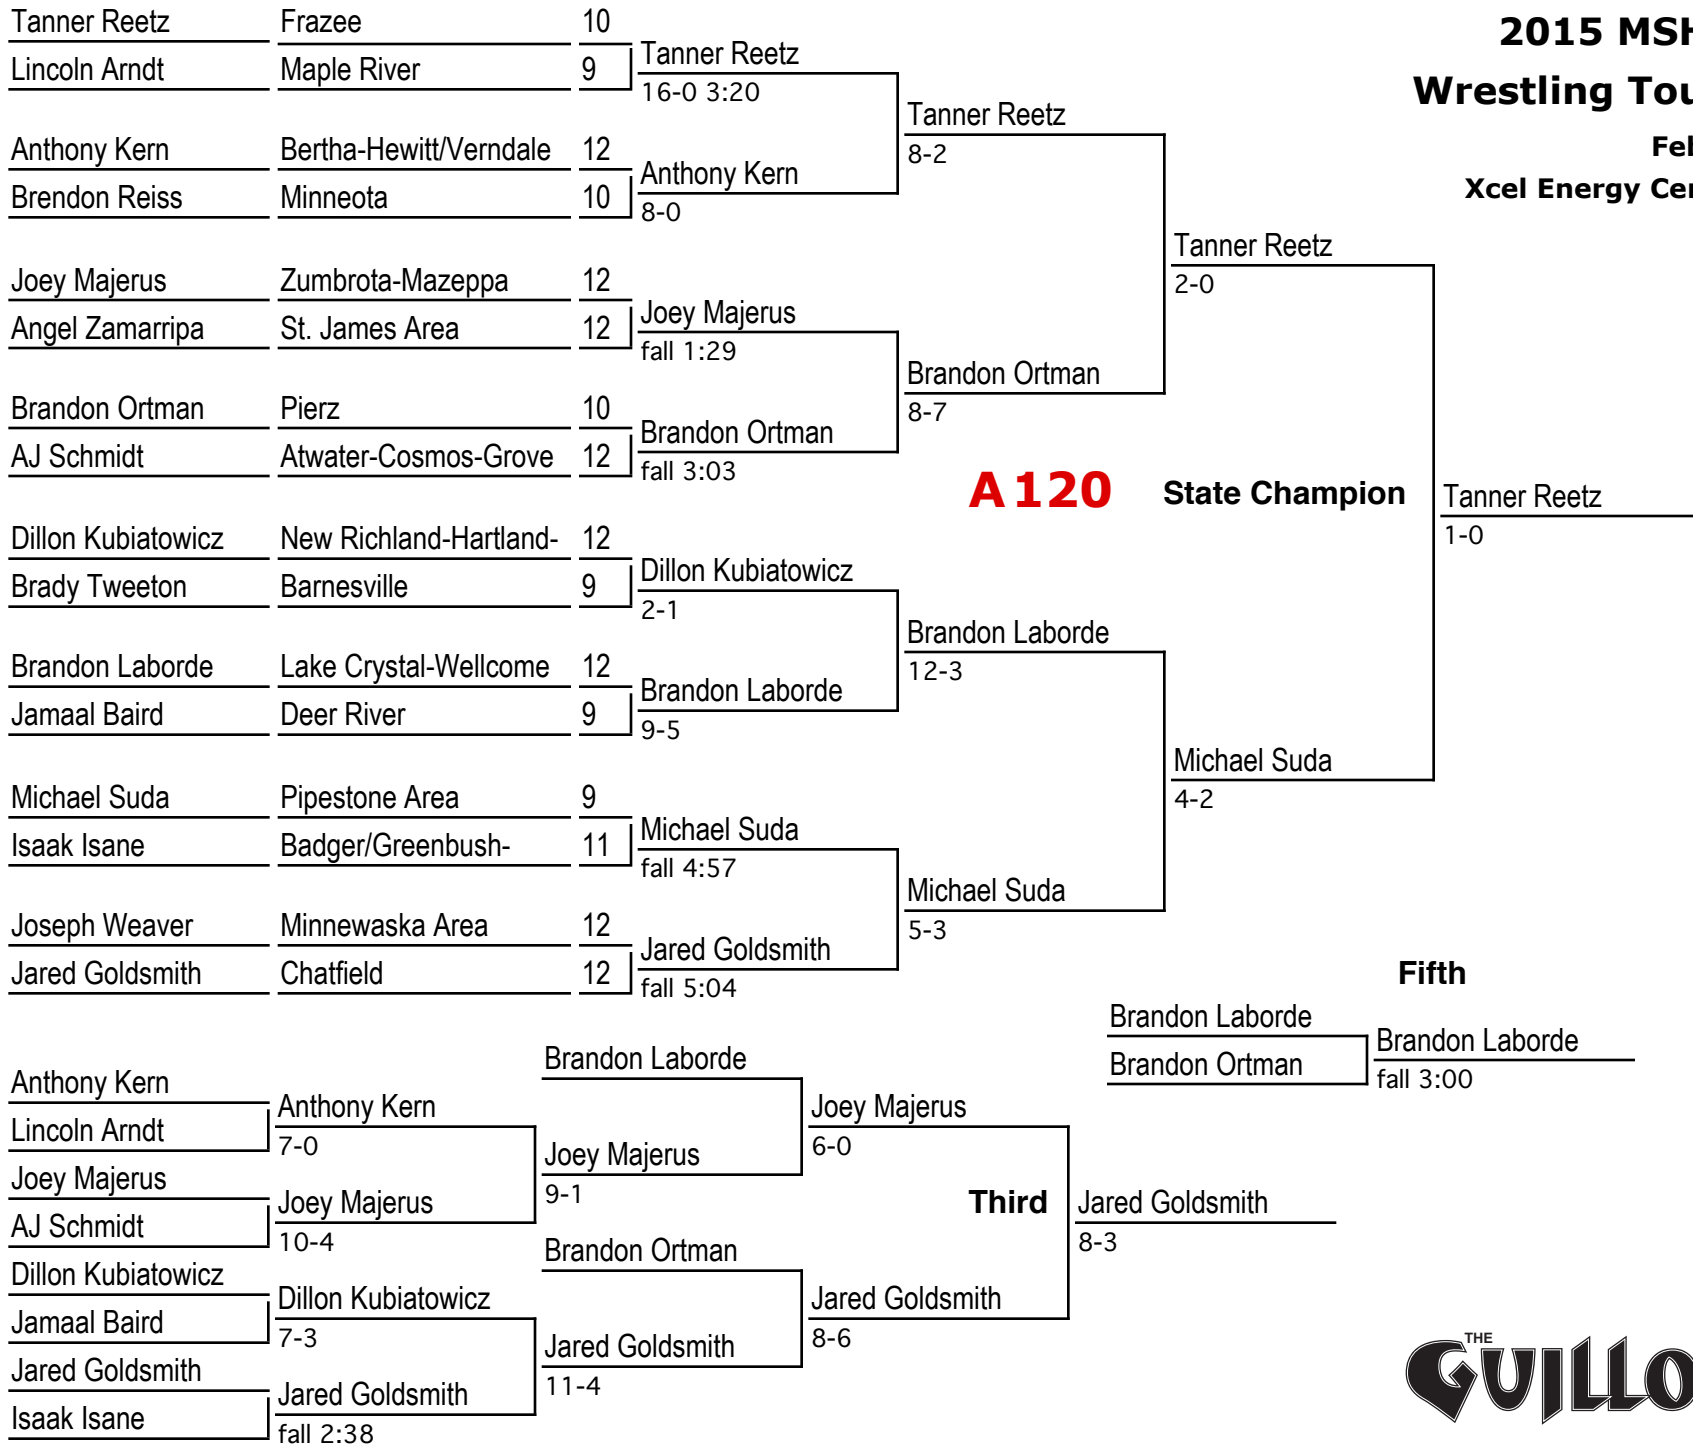 2015 MSH
Wrestling Tou
Feb
Xcel Energy Cen
Tanner Reetz Frazee 10
Lincoln Arndt Maple River 9
Anthony Kern Bertha-Hewitt/Verndale 12
Brendon Reiss Minneota 10
Joey Majerus Zumbrota-Mazeppa 12
Angel Zamarripa St. James Area 12
Brandon Ortman Pierz 10
AJ Schmidt Atwater-Cosmos-Grove 12
Dillon Kubiatowicz New Richland-Hartland- 12
Brady Tweeton Barnesville 9
Brandon Laborde Lake Crystal-Wellcome 12
Jamaal Baird Deer River 9
Michael Suda Pipestone Area 9
Isaak Isane Badger/Greenbush- 11
Joseph Weaver Minnewaska Area 12
Jared Goldsmith Chatfield 12
Tanner Reetz
16-0 3:20
Anthony Kern
8-0
Joey Majerus
fall 1:29
Brandon Ortman
fall 3:03
Dillon Kubiatowicz
2-1
Brandon Laborde
9-5
Michael Suda
fall 4:57
Jared Goldsmith
fall 5:04
Tanner Reetz
8-2
Brandon Ortman
8-7
Brandon Laborde
12-3
Michael Suda
5-3
Tanner Reetz
2-0
Michael Suda
4-2
A 120
State Champion
Tanner Reetz
1-0
Fifth
Brandon Laborde
Brandon Ortman
Brandon Laborde
fall 3:00
Anthony Kern
Lincoln Arndt
Joey Majerus
AJ Schmidt
Dillon Kubiatowicz
Jamaal Baird
Jared Goldsmith
Isaak Isane
Anthony Kern
7-0
Joey Majerus
10-4
Dillon Kubiatowicz
7-3
Jared Goldsmith
fall 2:38
Brandon Laborde
Joey Majerus
9-1
Brandon Ortman
Jared Goldsmith
11-4
Joey Majerus
6-0
Jared Goldsmith
8-6
Third
Jared Goldsmith
8-3
THE
GUILLO